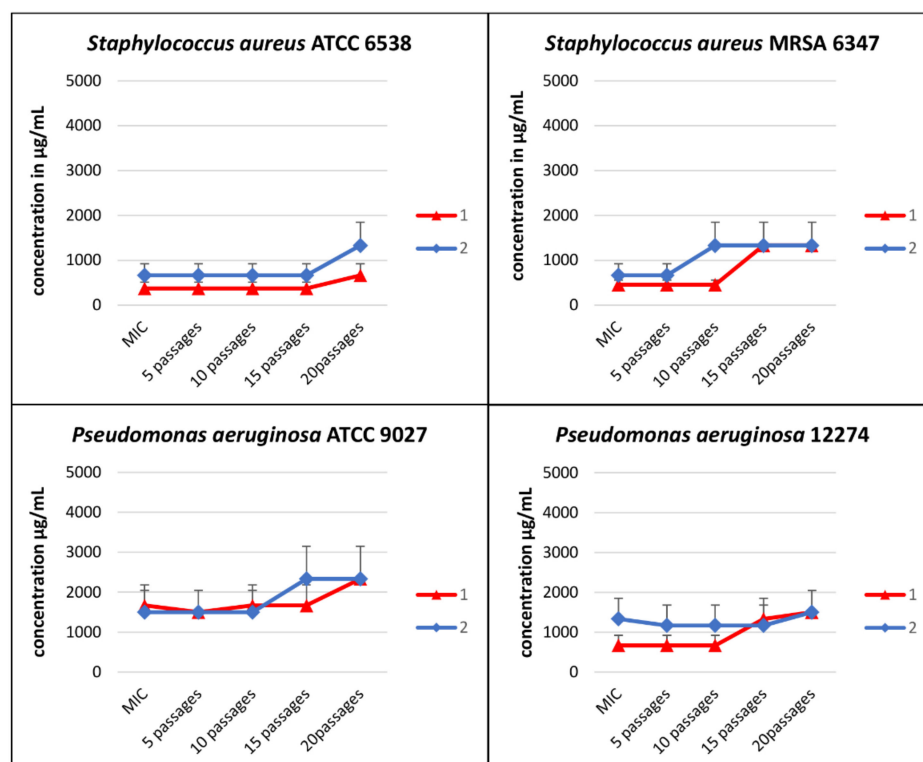 Staphylococcus aureus ATCC 6538
concentration in µg/mL
5000
4000
3000
2000
1000
0
MIC
5 passages
10 passages
15 passages
20passages
1
2
Staphylococcus aureus MRSA 6347
concentration in µg/mL
5000
4000
3000
2000
1000
0
MIC
5 passages
10 passages
15 passages
20passages
1
2
Pseudomonas aeruginosa ATCC 9027
concentration µg/mL
5000
4000
3000
2000
1000
0
MIC
5 passages
10 passages
15 passages
20passages
1
2
Pseudomonas aeruginosa 12274
concentration µg/mL
5000
4000
3000
2000
1000
0
MIC
5 passages
10 passages
15 passages
20passages
1
2